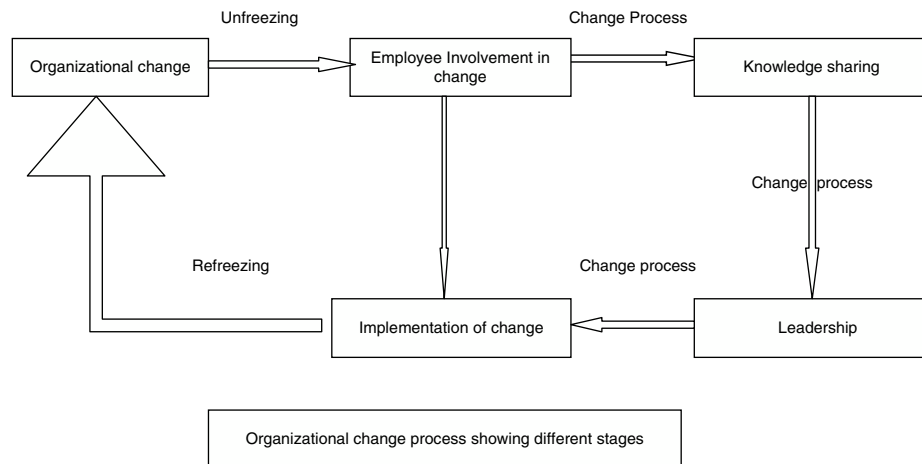 Unfreezing
Change Process
Organizational change
Employee Involvement in
change
Knowledge sharing
Change process
Refreezing
Change process
Implementation of change
Leadership
Organizational change process showing different stages